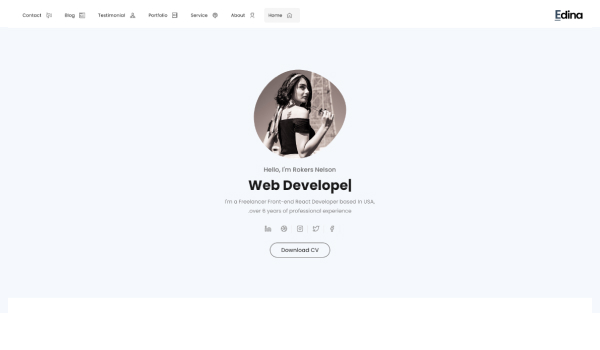 Contact
Blog
Testimonial
Portfolio
Service
About
Home
Edina
Hello, I'm Rokers Nelson
Web Develope|
I'm a Freelancer Front-end React Developer based in USA,
.over 11 years of professional experience
Download CV